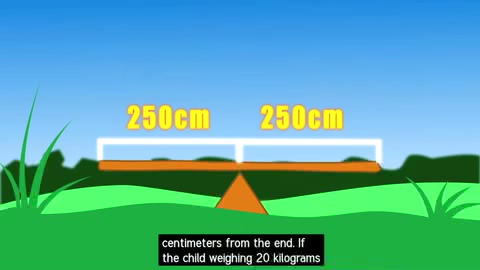 250cm 250cm
centimeters from the end. If
the child weighing 20 kilograms